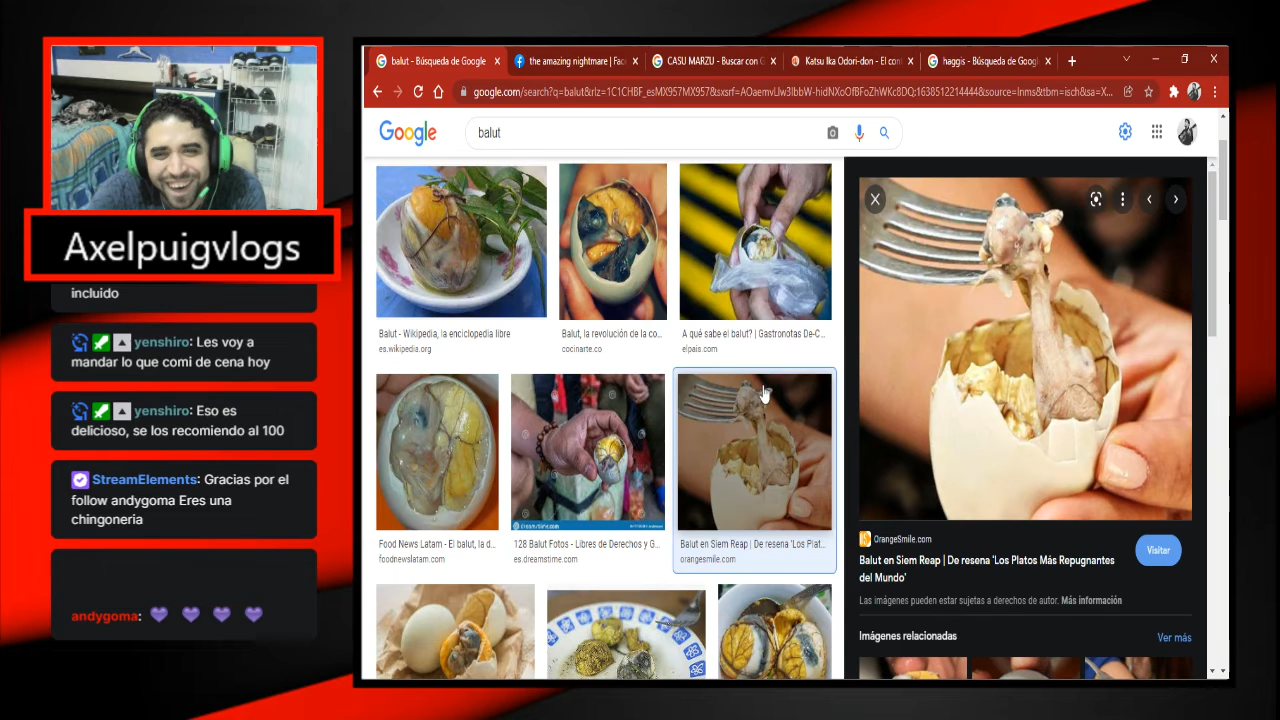 Axelpuigvlogs
incluido
yenshiro: Les voy a
mandar lo que comi de cena hoy
yenshiro: Eso es
delicioso, se los recomiendo al 100
StreamElements: Gracias por el
follow andygoma Eres una
chingoneria
andygoma:
balut - Búsqueda de Google
the amazing nightmare | Fac
CASU MARZU - Buscar con G
Katsu Ika Odori-don - El con
haggis - Búsqueda de Googl
Google
balut
Balut - Wikipedia, la enciclopedia libre
es.wikipedia.org
Balut, la revolución de la co...
cocinarte.co
A qué sabe el balut? | Gastronotas De-C...
elpais.com
dreamstime.com
Food News Latam - El balut, la d...
foodnewslatam.com
128 Balut Fotos - Libres de Derechos y G...
es.dreamstime.com
Balut en Siem Reap | De resena 'Los Plat...
orangesmile.com
OrangeSmile.com
Balut en Siem Reap | De resena 'Los Platos Más Repugnantes
del Mundo'
Visitar
Las imágenes pueden estar sujetas a derechos de autor. Más información
Imágenes relacionadas
Ver más